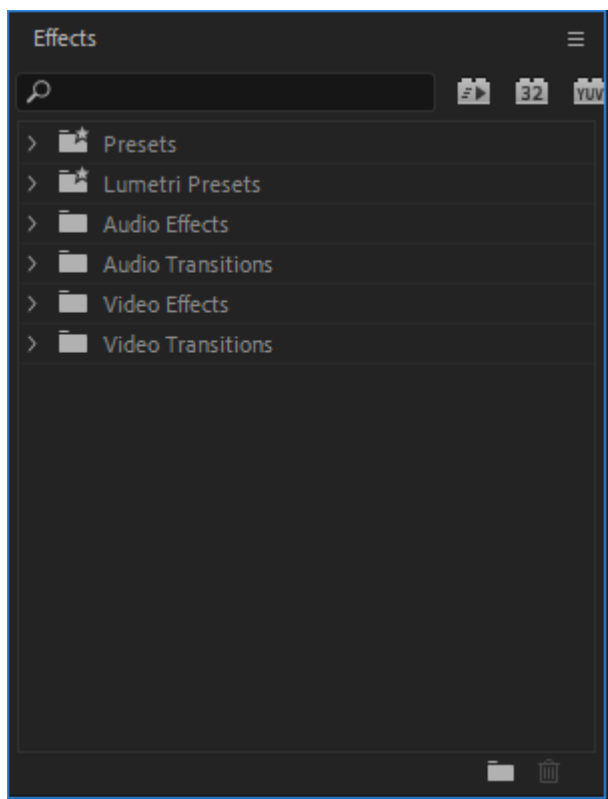 Effects
32
YUV
Presets
Lumetri Presets
Audio Effects
Audio Transitions
Video Effects
Video Transitions